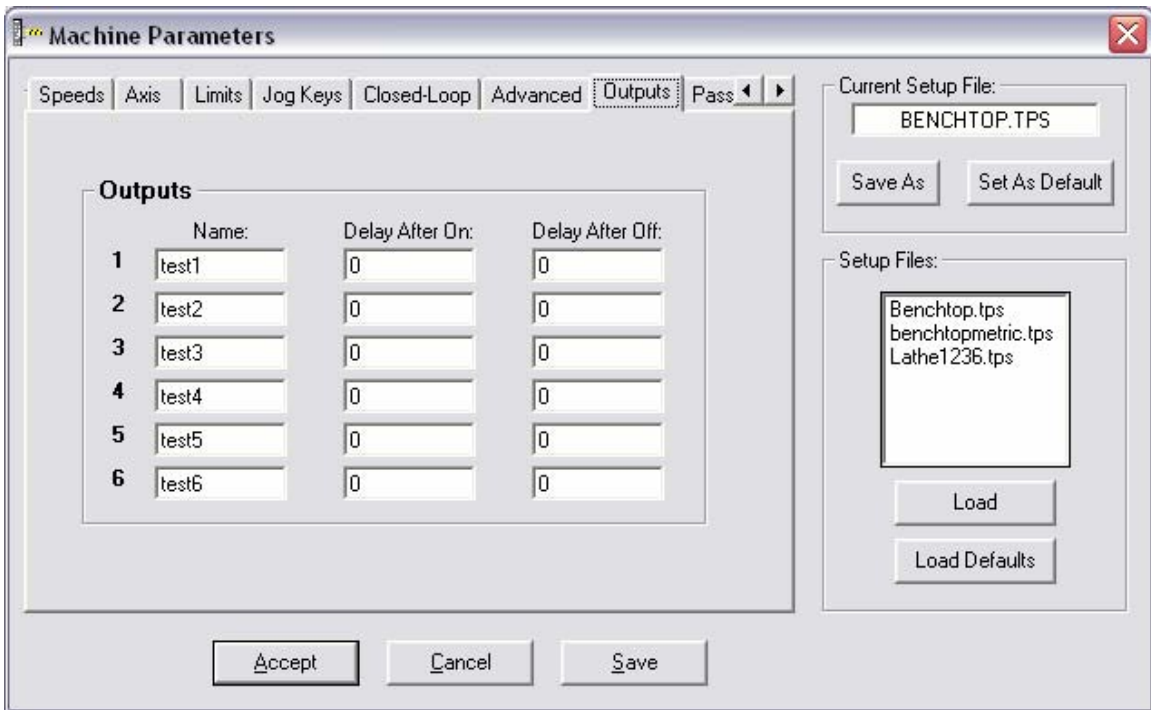 Machine Parameters
Speeds Axis Limits Jog Keys Closed-Loop Advanced Outputs Pass
Outputs
Name: Delay After On: Delay After Off:
1 test1 0 0
2 test2 0 0
3 test3 0 0
4 test4 0 0
5 test5 0 0
6 test6 0 0
Accept Cancel Save
Current Setup File:
BENCHTOP.TPS
Save As Set As Default
Setup Files:
Benchtop.tps
benchtopmetric.tps
Lathe1236.tps
Load
Load Defaults